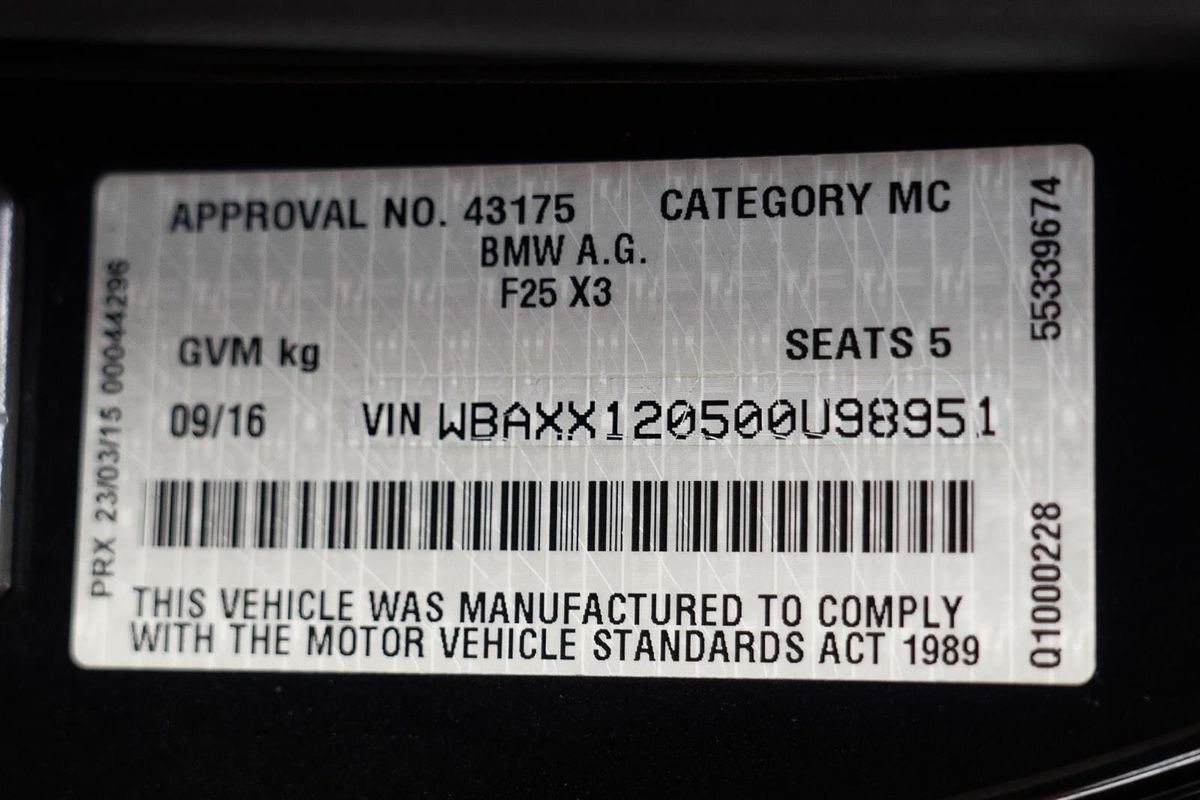 APPROVAL NO. 43175 CATEGORY MC
BMW A.G.
F25 X3
GVM kg SEATS 5
09/16 VIN WBAXX120500U98951
THIS VEHICLE WAS MANUFACTURED TO COMPLY
WITH THE MOTOR VEHICLE STANDARDS ACT 1989
PRX 23/03/15 00044296
55339674
Q1000228